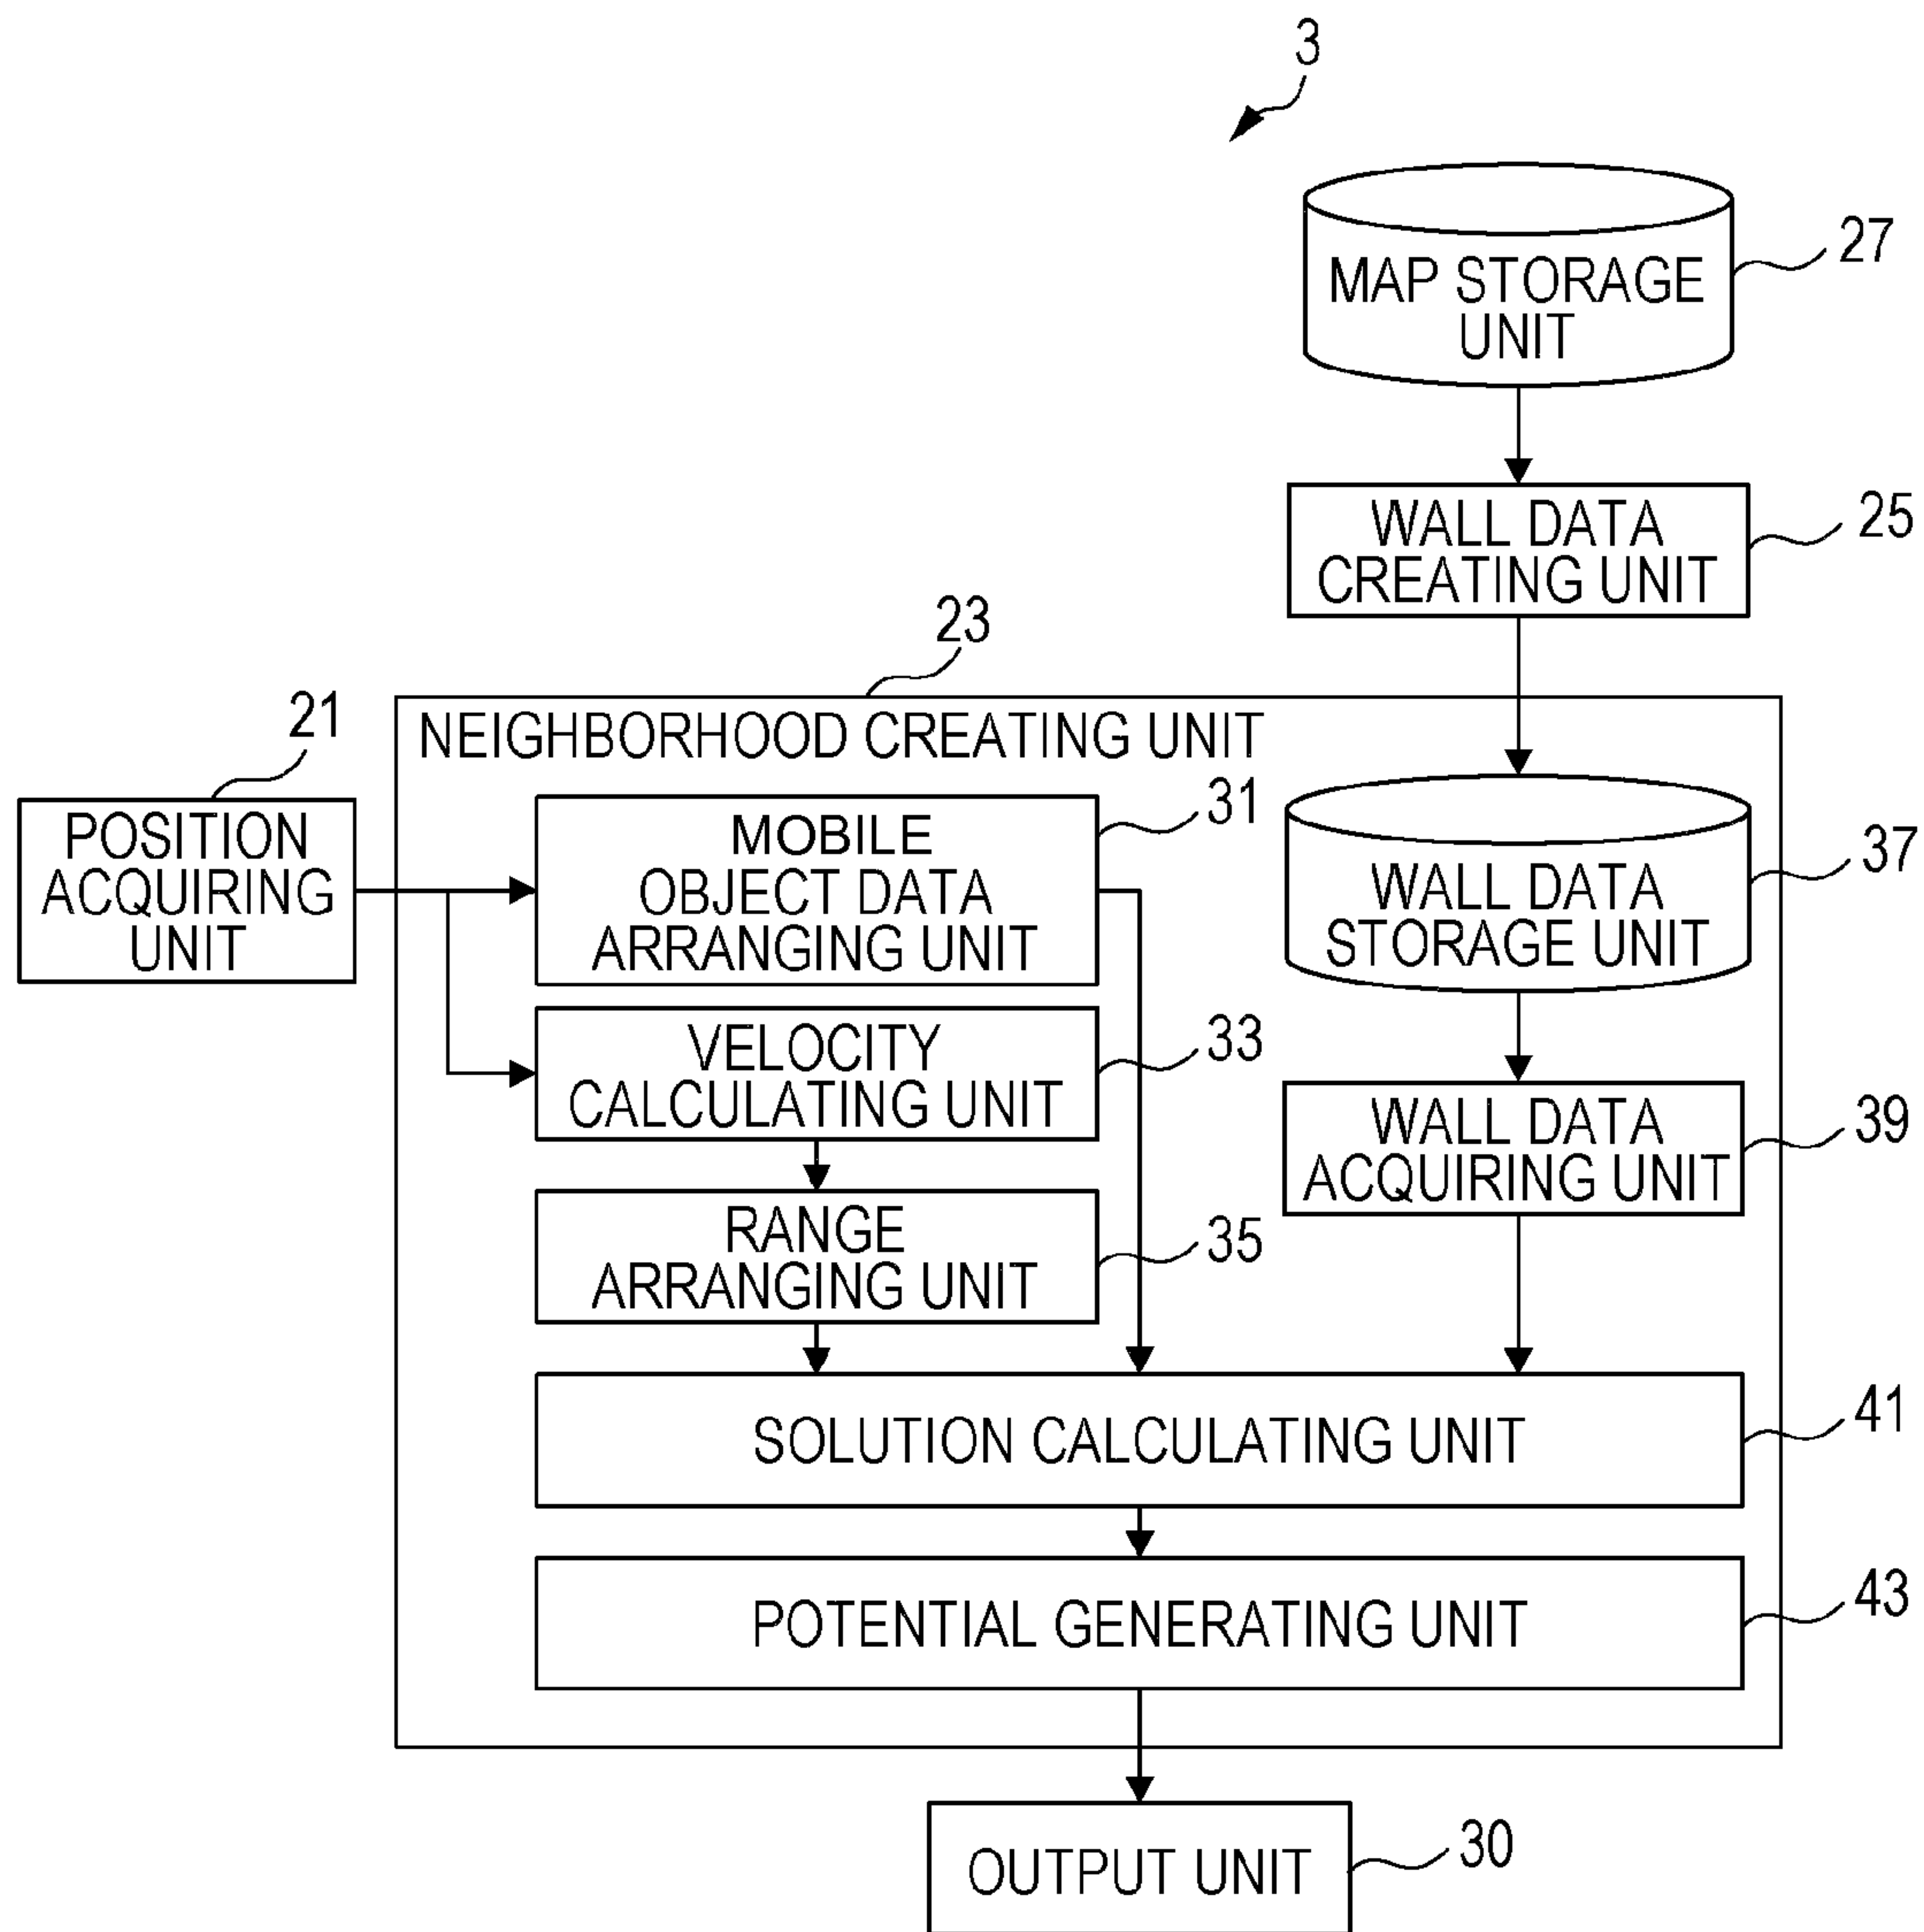 3
MAP STORAGE
UNIT
27
WALL DATA
CREATING UNIT
25
23
NEIGHBORHOOD CREATING UNIT
21
POSITION
ACQUIRING
UNIT
MOBILE
OBJECT DATA
ARRANGING UNIT
31
WALL DATA
STORAGE UNIT
37
VELOCITY
CALCULATING UNIT
33
WALL DATA
ACQUIRING UNIT
39
RANGE
ARRANGING UNIT
35
SOLUTION CALCULATING UNIT
41
POTENTIAL GENERATING UNIT
43
OUTPUT UNIT
30